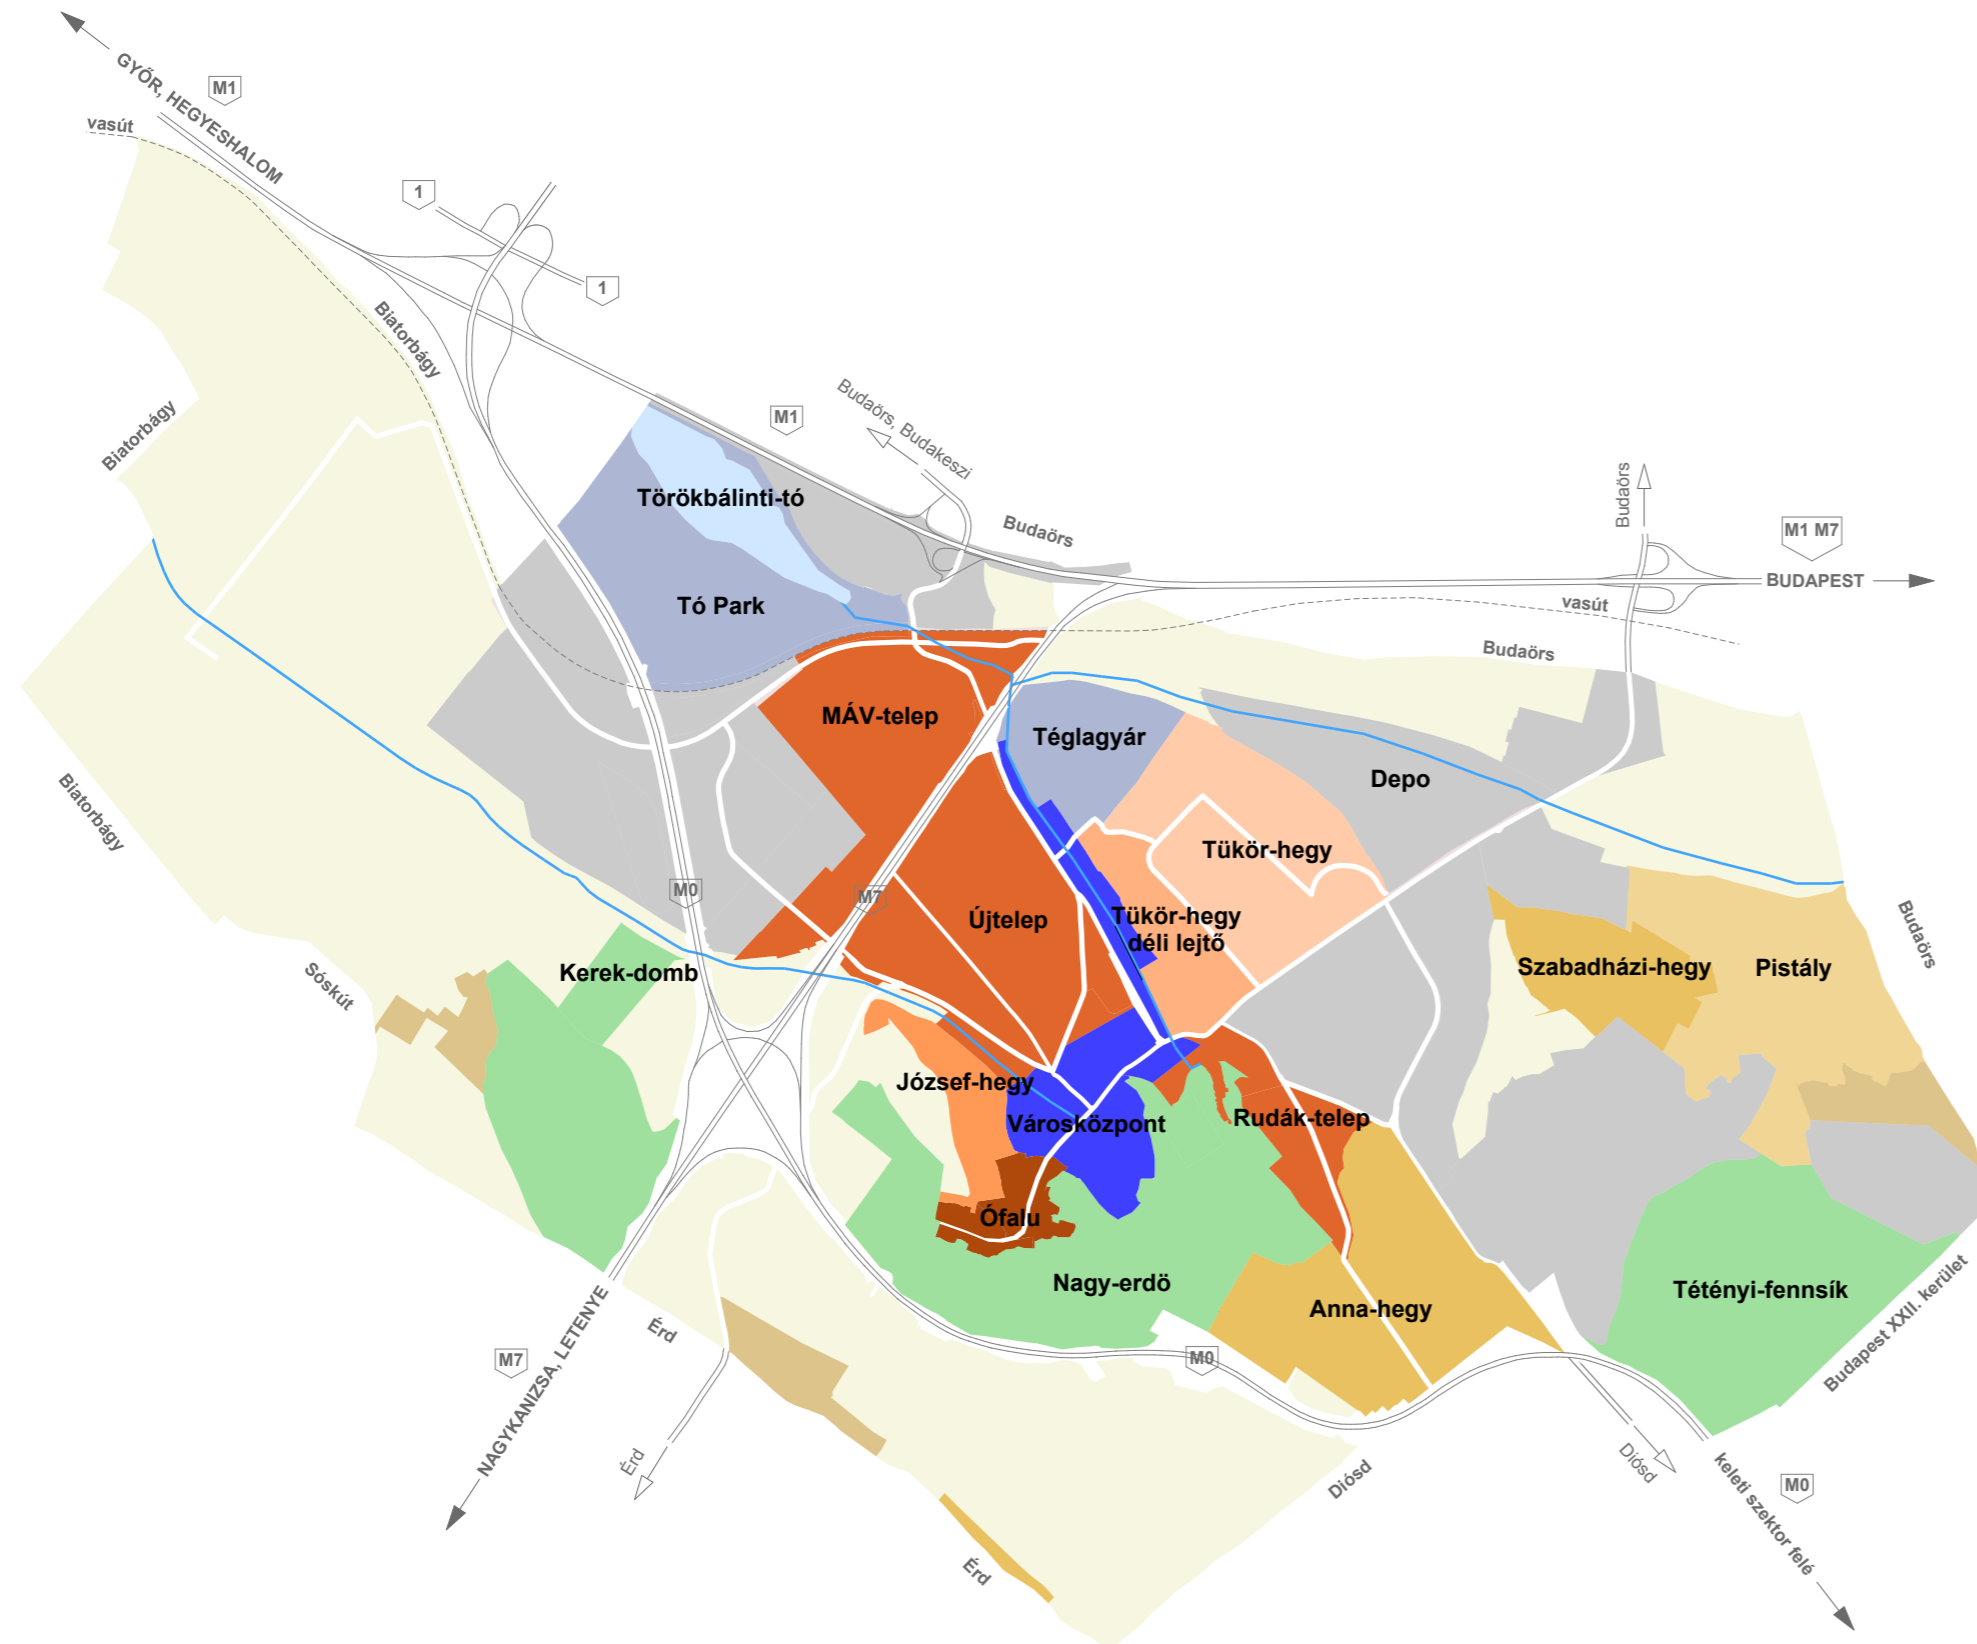 GYŐR, HEGYESHALOM
M1
vasút
1
1
Biatorbágy
Biatorbágy
M1
Budaörs, Budakeszi
Budaörs
Budaörs
M1 M7
BUDAPEST
vasút
Budaörs
Törökbálinti-tó
Tó Park
MÁV-telep
Téglagyár
Depo
Biatorbágy
Tükör-hegy
M0
M7
Újtelep
Tükör-hegy
déli lejtő
Szabadházi-hegy
Pistály
Budaörs
Sóskút
Kerek-domb
József-hegy
Városközpont
Rudák-telep
Ófalu
Nagy-erdö
Anna-hegy
Tétényi-fennsík
Budapest XXII. kerület
M7
NAGYKANIZSA, LETENYE
Érd
M0
Érd
Diósd
Diósd
keleti szektor felé
M0
Érd